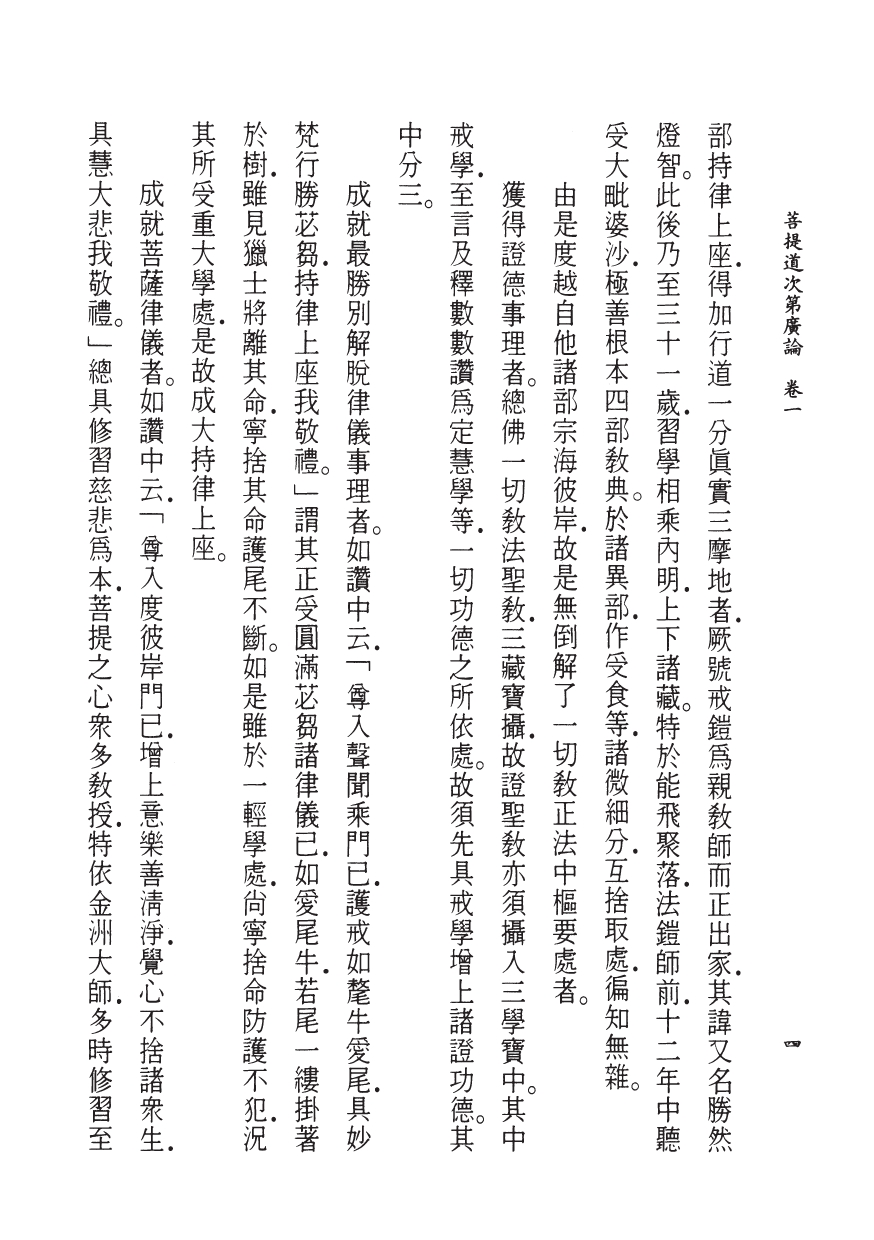 菩提道次第廣論　卷一
四
部持律上座．得加行道一分眞實三摩地者．厥號戒鎧爲親敎師而正出家．其諱又名勝然
燈智。此後乃至三十一歲．習學相乘內明．上下諸藏。特於能飛聚落．法鎧師前．十二年中聽
受大毗婆沙．極善根本四部敎典。於諸異部．作受食等．諸微細分．互捨取處．徧知無雜。
由是度越自他諸部宗海彼岸．故是無倒解了一切敎正法中樞要處者。
獲得證德事理者。總佛一切敎法聖敎．三藏寶攝．故證聖敎亦須攝入三學寶中。其中
戒學．至言及釋數數讚爲定慧學等．一切功德之所依處。故須先具戒學增上諸證功德。其
中分三。
成就最勝別解脫律儀事理者。如讚中云．「尊入聲聞乘門已．護戒如氂牛愛尾．具妙
梵行勝苾芻．持律上座我敬禮。」謂其正受圓滿苾芻諸律儀已．如愛尾牛．若尾一縷掛著
於樹．雖見獵士將離其命．寧捨其命護尾不斷。如是雖於一輕學處．尙寧捨命防護不犯．況
其所受重大學處．是故成大持律上座。
成就菩薩律儀者。如讚中云．「尊入度彼岸門已．增上意樂善淸淨．覺心不捨諸衆生．
具慧大悲我敬禮。」總具修習慈悲爲本．菩提之心衆多敎授．特依金洲大師．多時修習至